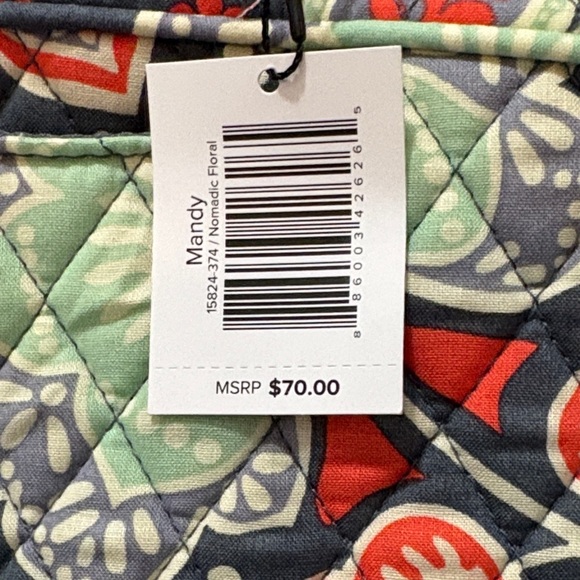 Mandy
15824-374 / Nomadic Floral
8 86003 42626 5
MSRP $70.00